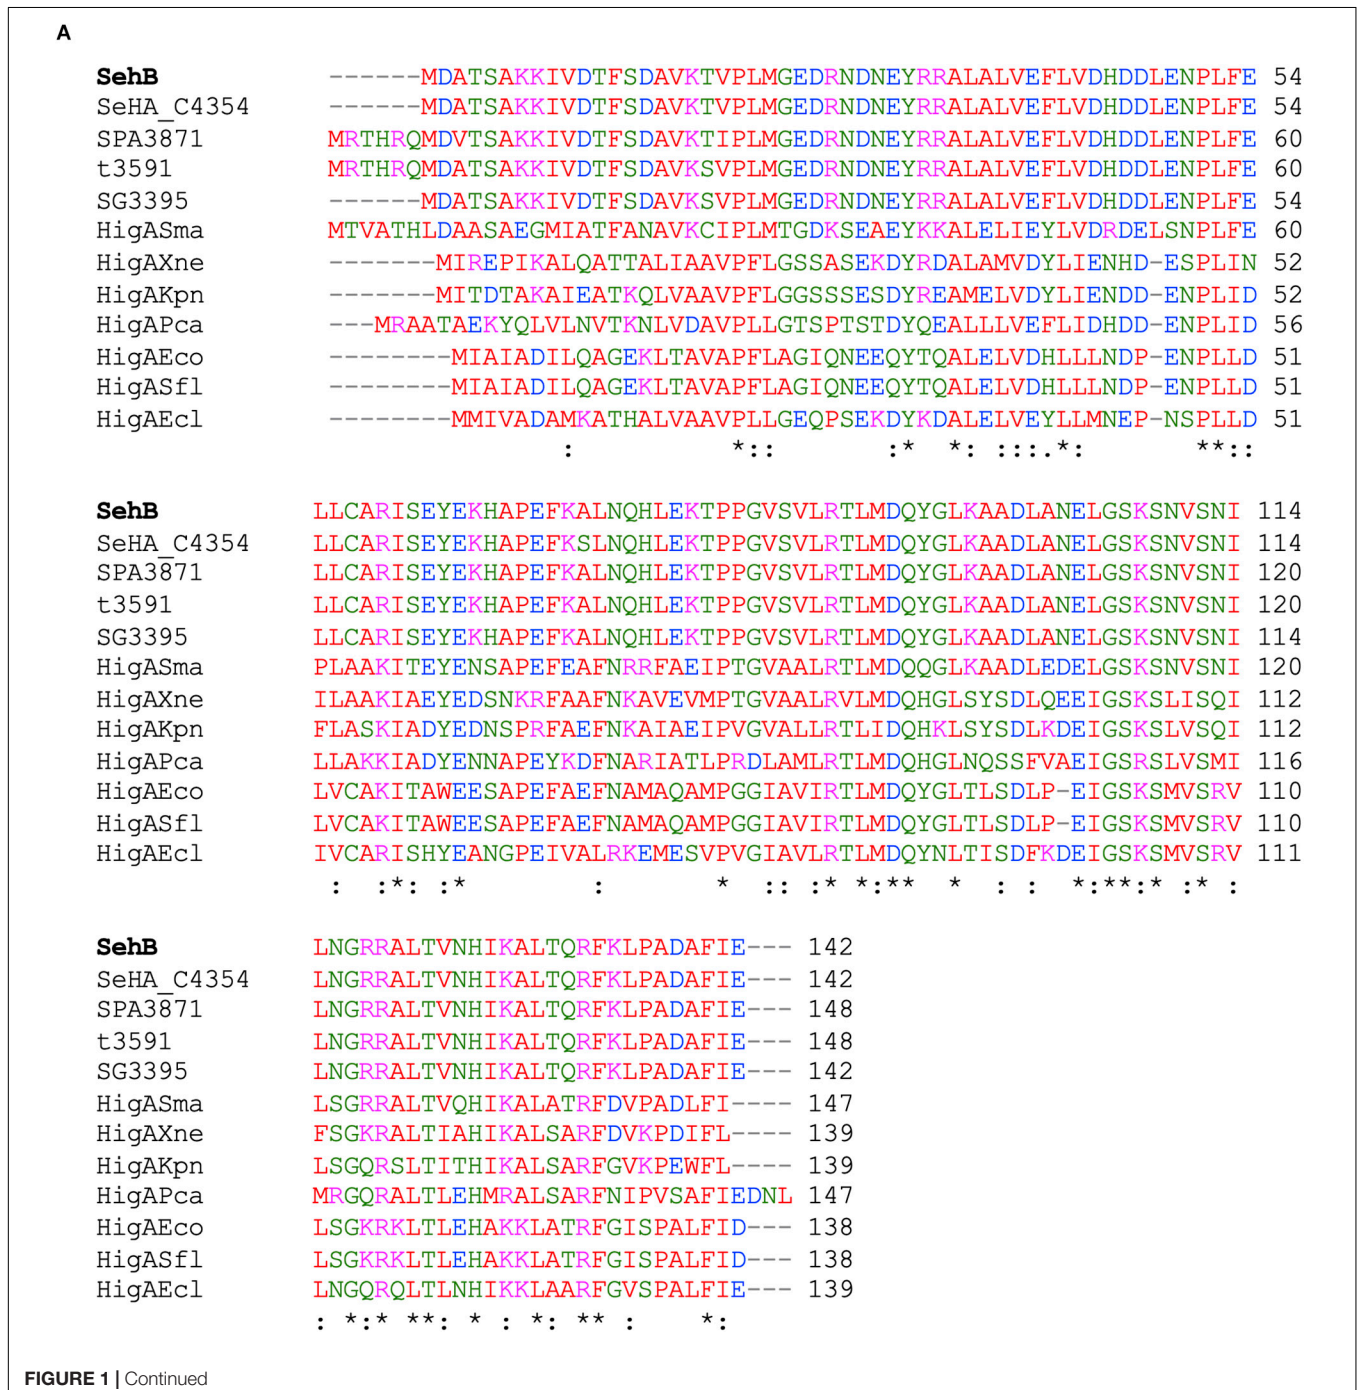 A
SehB ------MDATSAKKIVDTFSDAVKTVPLMGEDRNDNEYRRALALVEFLVDHDDLENPLFE 54
SeHA_C4354 ------MDATSAKKIVDTFSDAVKTVPLMGEDRNDNEYRRALALVEFLVDHDDLENPLFE 54
SPA3871 MRTHRQMDVTSAKKIVDTFSDAVKTIPLMGEDRNDNEYRRALALVEFLVDHDDLENPLFE 60
t3591 MRTHRQMDATSAKKIVDTFSDAVKSVPLMGEDRNDNEYRRALALVEFLVDHDDLENPLFE 60
SG3395 ------MDATSAKKIVDTFSDAVKSVPLMGEDRNDNEYRRALALVEFLVDHDDLENPLFE 54
HigASma MTVATHLDAASAEGMIATFANAVKCIPLMTGDKSEAEYKKALELIEYLVDRDELSNPLFE 60
HigAXne -------MIREPIKALQATTALIAAVPFLGSSASEKDYRDALAMVDYLIENHD-ESPLIN 52
HigAKpn -------MITDTAKAIEATKQLVAAVPFLGGSSSESDYREAMELVDYLIENDD-ENPLID 52
HigAPca ---MRAATAEKYQLVLNVTKNLVDAVPLLGTSPTSTDYQEALLLVEFLIDHDD-ENPLID 56
HigAEco --------MIAIADILQAGEKLTAVAPFLAGIQNEEQYTQALELVDHLLLNDP-ENPLLD 51
HigASfl --------MIAIADILQAGEKLTAVAPFLAGIQNEEQYTQALELVDHLLLNDP-ENPLLD 51
HigAEcl --------MMIVADAMKATHALVAAVPLLGEQPSEKDYKDALELVEYLLMNEP-NSPLLD 51
: *:: :* *: :::.*: **::
SehB LLCARISEYEKHAPEFKALNQHLEKTPPGVSVLRTLMDQYGLKAADLANELGSKSNVSNI 114
SeHA_C4354 LLCARISEYEKHAPEFKSLNQHLEKTPPGVSVLRTLMDQYGLKAADLANELGSKSNVSNI 114
SPA3871 LLCARISEYEKHAPEFKALNQHLEKTPPGVSVLRTLMDQYGLKAADLANELGSKSNVSNI 120
t3591 LLCARISEYEKHAPEFKALNQHLEKTPPGVSVLRTLMDQYGLKAADLANELGSKSNVSNI 120
SG3395 LLCARISEYEKHAPEFKALNQHLEKTPPGVSVLRTLMDQYGLKAADLANELGSKSNVSNI 114
HigASma PLAAKITEYENSAPEFEAFNRRFAEIPTGVAALRTLMDQQGLKAADLEDELGSKSNVSNI 120
HigAXne ILAAKIAEYEDSNKRFAAFNKAVEVMPTGVAALRVLMDQHGLSYSDLQEEIGSKSLISQI 112
HigAKpn FLASKIADYEDNSPRFAEFNKAIAEIPVGVALLRTLIDQHKLSYSDLKDEIGSKSLVSQI 112
HigAPca LLAKKIADYENNAPEYKDFNARIATLPRDLAMLRTLMDQHGLNQSSFVAEIGSRSLVSMI 116
HigAEco LVCAKITAWEESAPEFAEFNAMAQAMPGGIAVIRTLMDQYGLTLSDLP-EIGSKSMVSRV 110
HigASfl LVCAKITAWEESAPEFAEFNAMAQAMPGGIAVIRTLMDQYGLTLSDLP-EIGSKSMVSRV 110
HigAEcl IVCARISHYEANGPEIVALRKEMESVPVGIAVLRTLMDQYNLTISDFKDEIGSKSMVSRV 111
: :*: :* : * :: :* *:** * : : *:**:* :* :
SehB LNGRRALTVNHIKALTQRFKLPADAFIE--- 142
SeHA_C4354 LNGRRALTVNHIKALTQRFKLPADAFIE--- 142
SPA3871 LNGRRALTVNHIKALTQRFKLPADAFIE--- 148
t3591 LNGRRALTVNHIKALTQRFKLPADAFIE--- 148
SG3395 LNGRRALTVNHIKALTQRFKLPADAFIE--- 142
HigASma LSGRRALTVQHIKALATRFDVPADLFI---- 147
HigAXne FSGKRALTIAHIKALSARFDVKPDIFL---- 139
HigAKpn LSGQRSLTITHIKALSARFGVKPEWFL---- 139
HigAPca MRGQRALTLEHMRALSARFNIPVSAFIEDNL 147
HigAEco LSGKRKLTLEHAKKLATRFGISPALFID--- 138
HigASfl LSGKRKLTLEHAKKLATRFGISPALFID--- 138
HigAEcl LNGQRQLTLNHIKKLAARFGVSPALFIE--- 139
: *:* **: * : *: ** : *:
FIGURE 1 | Continued